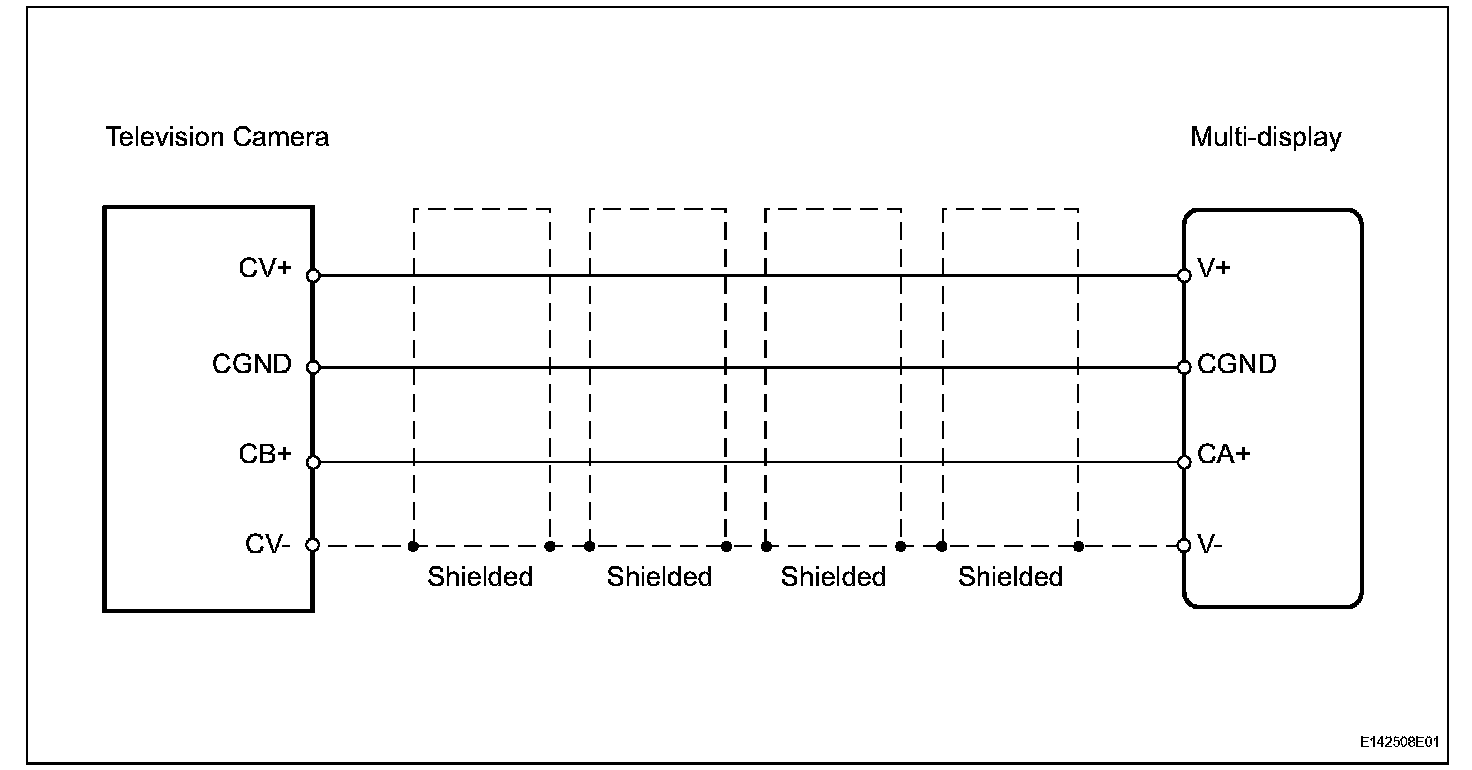 Television Camera
Multi-display
CV+
V+
CGND
CGND
CB+
CA+
CV-
V-
Shielded
Shielded
Shielded
Shielded
E142508E01